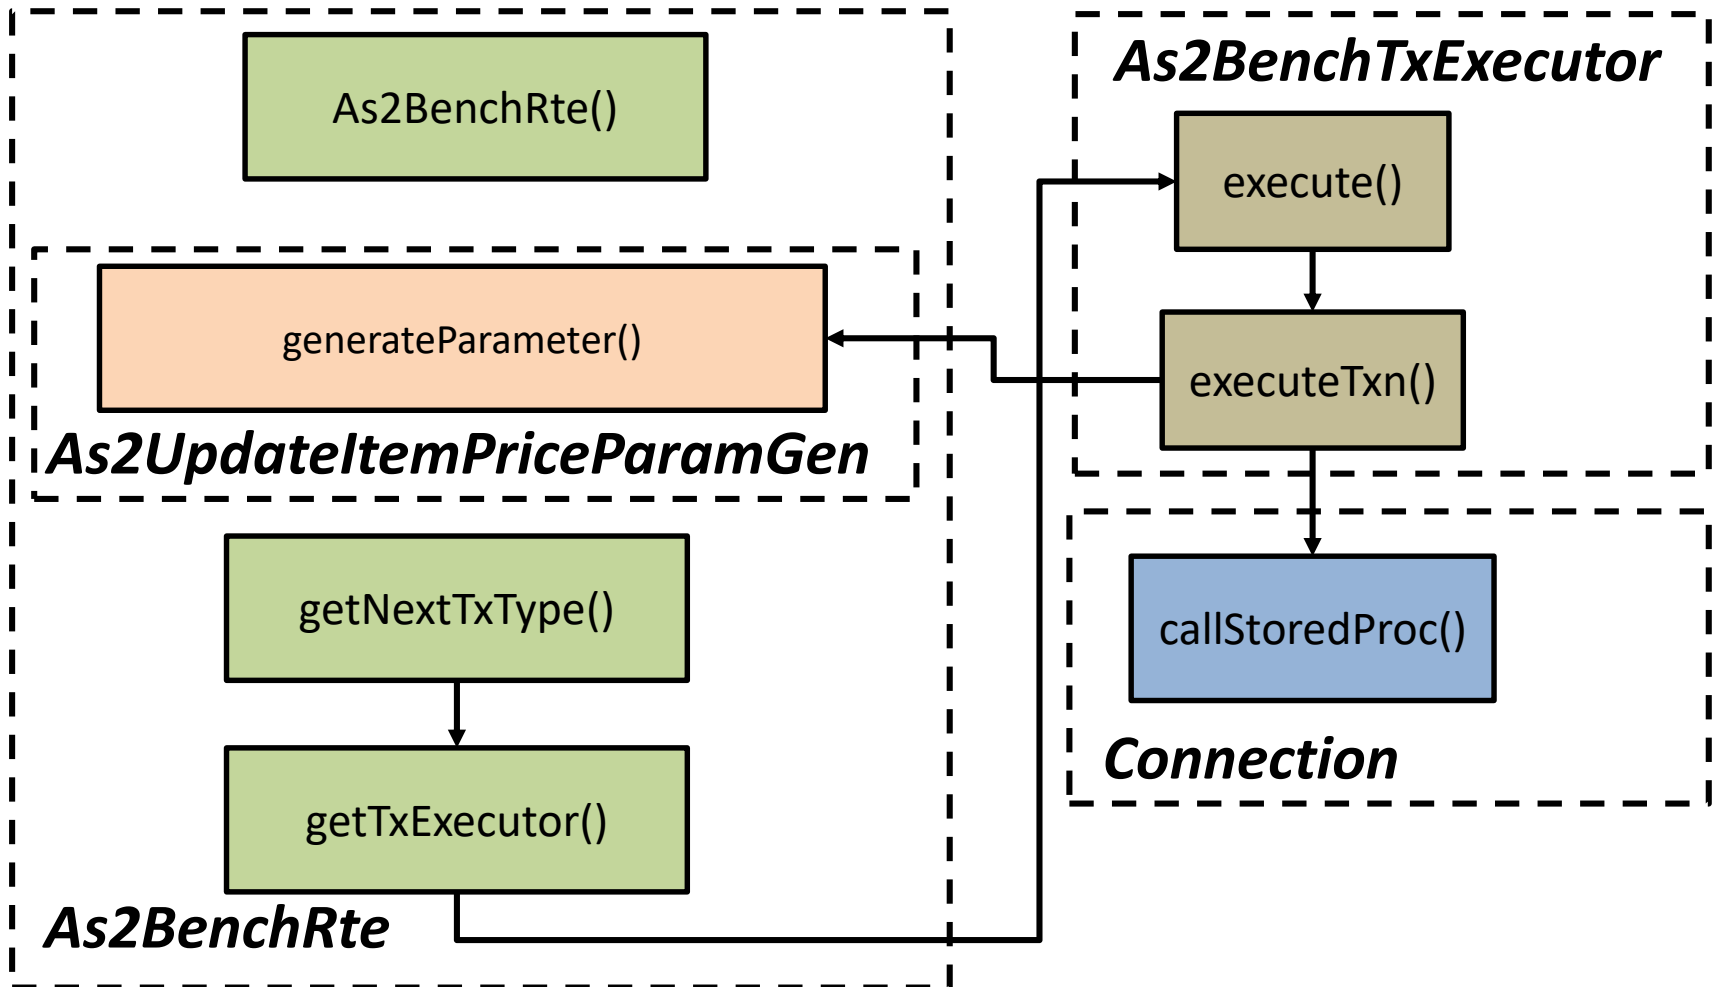 As2BenchRte()
generateParameter()
As2UpdateItemPriceParamGen
getNextTxType()
getTxExecutor()
As2BenchRte
As2BenchTxExecutor
execute()
executeTxn()
callStoredProc()
Connection